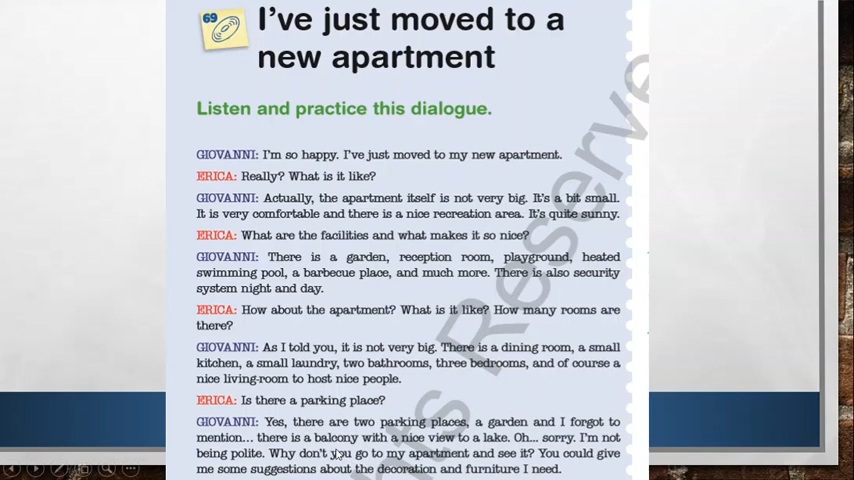 69
I've just moved to a
new apartment
Listen and practice this dialogue.
GIOVANNI: I'm so happy. I've just moved to my new apartment.
ERICA: Really? What is it like?
GIOVANNI: Actually, the apartment itself is not very big. It's a bit small.
It is very comfortable and there is a nice recreation area. It's quite sunny.
ERICA: What are the facilities and what makes it so nice?
GIOVANNI: There is a garden, reception room, playground, heated
swimming pool, a barbecue place, and much more. There is also security
system night and day.
ERICA: How about the apartment? What is it like? How many rooms are
there?
GIOVANNI: As I told you, it is not very big. There is a dining room, a small
kitchen, a small laundry, two bathrooms, three bedrooms, and of course a
nice living-room to host nice people.
ERICA: Is there a parking place?
GIOVANNI: Yes, there are two parking places, a garden and I forgot to
mention... there is a balcony with a nice view to a lake. Oh... sorry. I'm not
being polite. Why don't you go to my apartment and see it? You could give
me some suggestions about the decoration and furniture I need.
hts Reserve